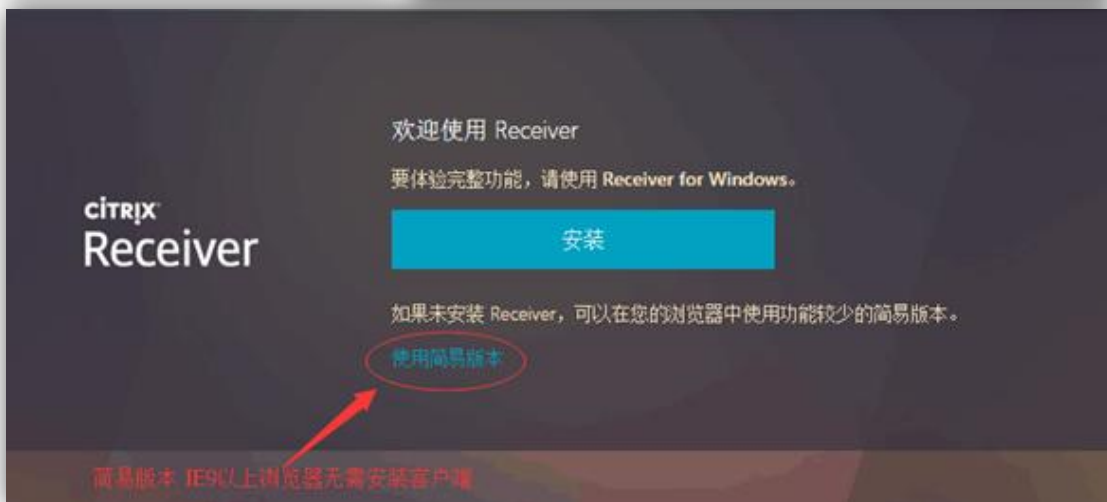 欢迎使用 Receiver
要体验完整功能，请使用 Receiver for Windows。
CITRIX
Receiver
安装
如果未安装 Receiver，可以在您的浏览器中使用功能较少的简易版本。
使用简易版本
简易版本 IE9以上浏览器无需安装客户端